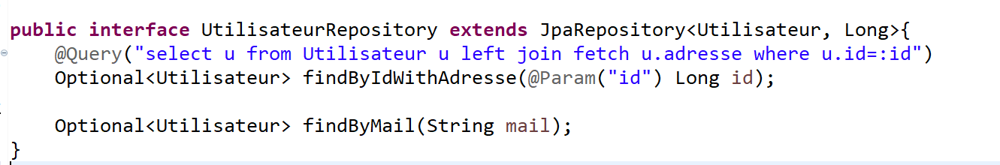 public interface UtilisateurRepository extends JpaRepository<Utilisateur, Long>{
@Query("select u from Utilisateur u left join fetch u.adresse where u.id=:id")
Optional<Utilisateur> findByIdWithAdresse(@Param("id") Long id);
Optional<Utilisateur> findByMail(String mail);
}